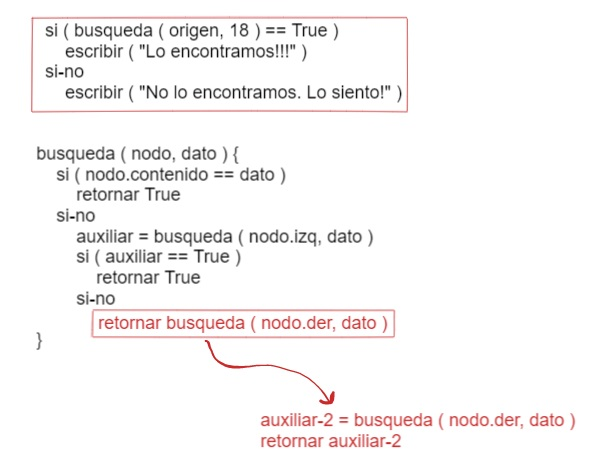 si ( busqueda ( origen, 18 ) == True )
escribir ( "Lo encontramos!!!" )
si-no
escribir ( "No lo encontramos. Lo siento!" )
busqueda ( nodo, dato ) {
si ( nodo.contenido == dato )
retornar True
si-no
auxiliar = busqueda ( nodo.izq, dato )
si ( auxiliar == True )
retornar True
si-no
retornar busqueda ( nodo.der, dato )
}
auxiliar-2 = busqueda ( nodo.der, dato )
retornar auxiliar-2